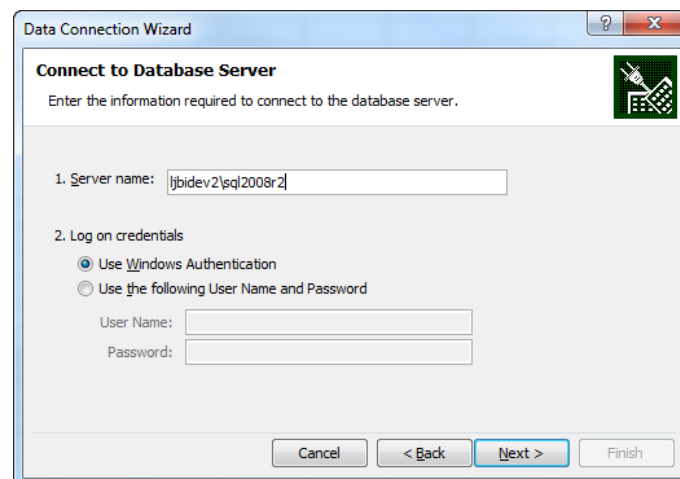 Data Connection Wizard
Connect to Database Server
Enter the information required to connect to the database server.
1. Server name: ljbidev2\sql2008r2
2. Log on credentials
Use Windows Authentication
Use the following User Name and Password
User Name:
Password:
Cancel < Back Next > Finish